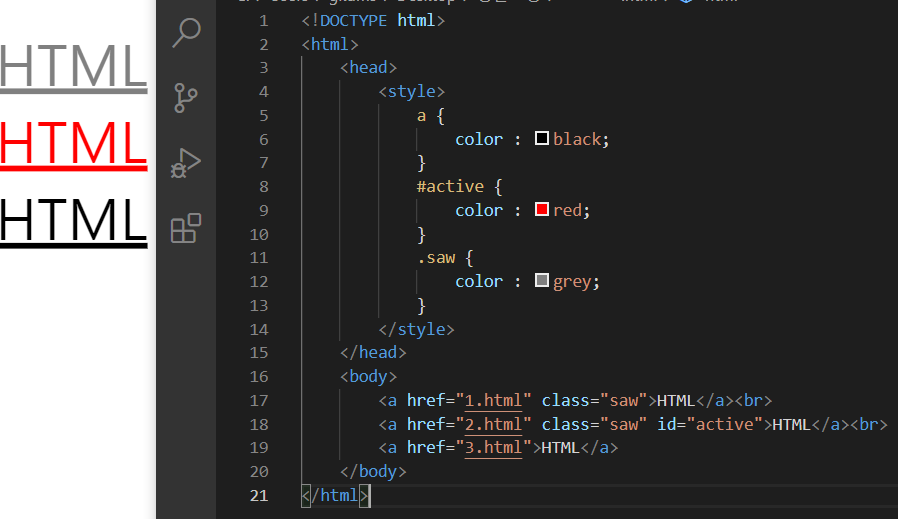 HTML
HTML
HTML
1 <!DOCTYPE html>
2 <html>
3 <head>
4 <style>
5 a {
6 color : black;
7 }
8 #active {
9 color : red;
10 }
11 .saw {
12 color : grey;
13 }
14 </style>
15 </head>
16 <body>
17 <a href="1.html" class="saw">HTML</a><br>
18 <a href="2.html" class="saw" id="active">HTML</a><br>
19 <a href="3.html">HTML</a>
20 </body>
21 </html>